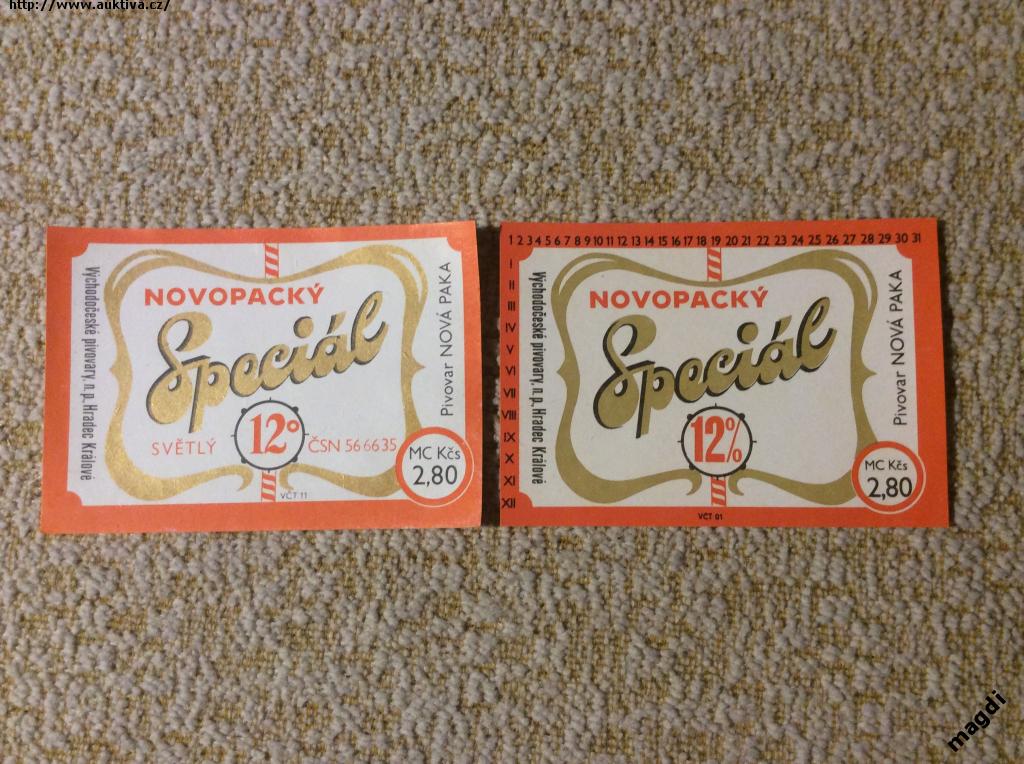 http://www.auktiva.cz/
NOVOPACKÝ
Speciál
SVĚTLÝ
12°
ČSN 56 6635
VČT 11
Východočeské pivovary, n. p. Hradec Králové
Pivovar NOVÁ PAKA
MC Kčs
2,80
1 2 3 4 5 6 7 8 9 10 11 12 13 14 15 16 17 18 19 20 21 22 23 24 25 26 27 28 29 30 31
I
II
III
IV
V
VI
VII
VIII
IX
X
XI
XII
Východočeské pivovary, n. p. Hradec Králové
NOVOPACKÝ
Speciál
12%
Pivovar NOVÁ PAKA
MC Kčs
2,80
VČT 01
magdi